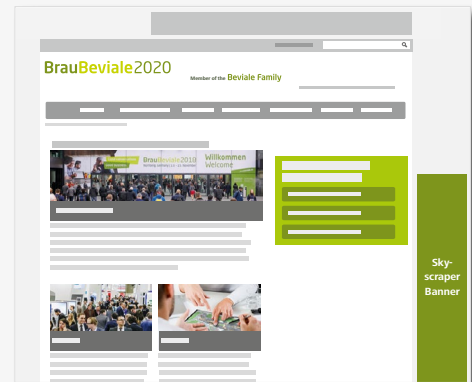 BrauBeviale2020
Member of the Beviale Family
BrauBeviale2018
Willkommen
Welcome
Sky-
scraper
Banner